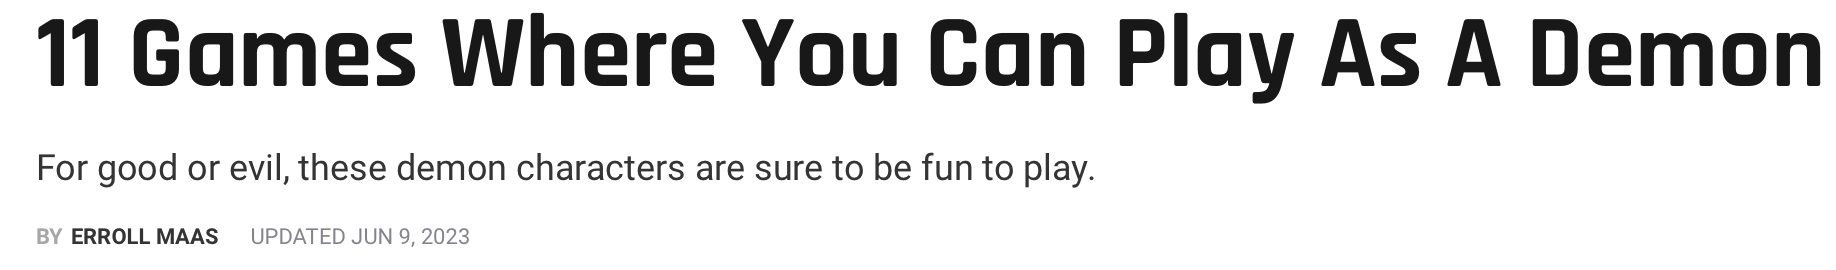 11 Games Where You Can Play As A Demon
For good or evil, these demon characters are sure to be fun to play.
BY ERROLL MAAS UPDATED JUN 9, 2023